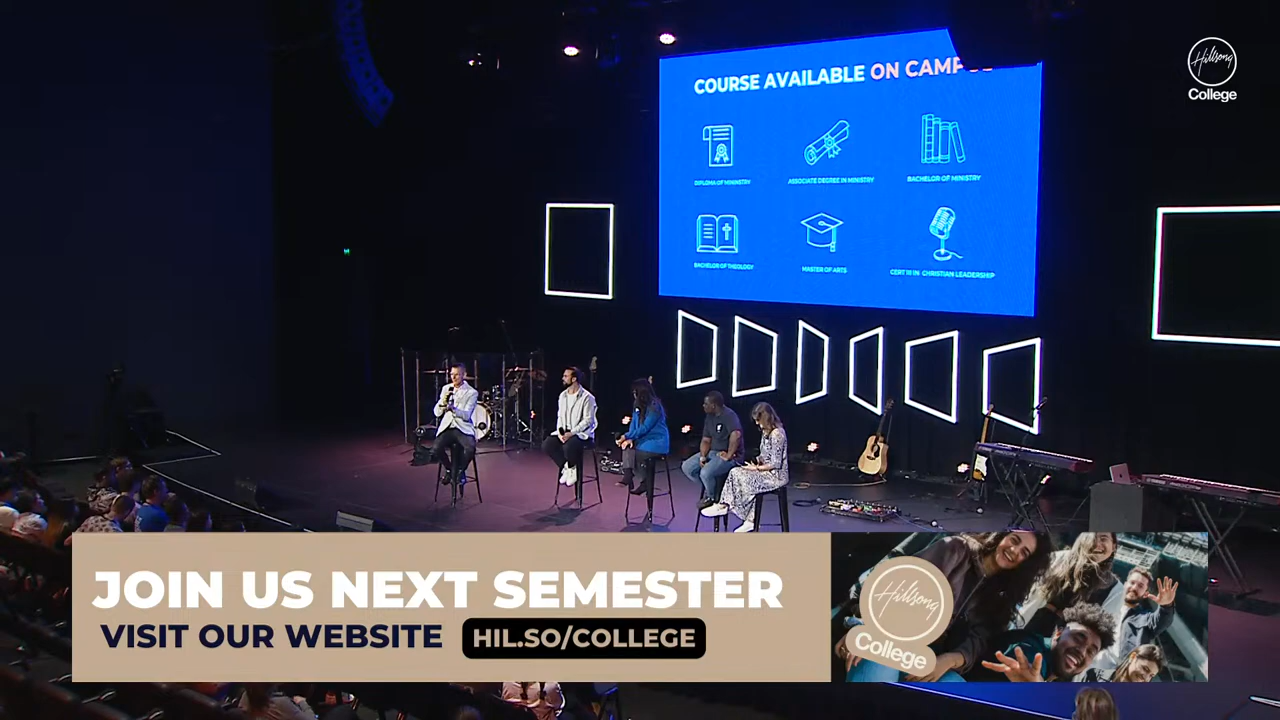 COURSE AVAILABLE ON CAMPUS
Hillsong
College
DIPLOMA OF MINISTRY
ASSOCIATE DEGREE IN MINISTRY
BACHELOR OF MINISTRY
BACHELOR OF THEOLOGY
MASTER OF ARTS
CERT III IN CHRISTIAN LEADERSHIP
JOIN US NEXT SEMESTER
VISIT OUR WEBSITE HIL.SO/COLLEGE
Hillsong
College